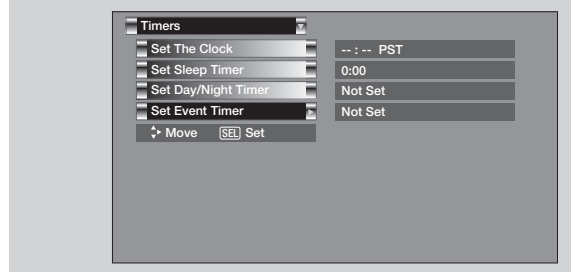 Timers
Set The Clock -- : -- PST
Set Sleep Timer 0:00
Set Day/Night Timer Not Set
Set Event Timer Not Set
Move SEL Set